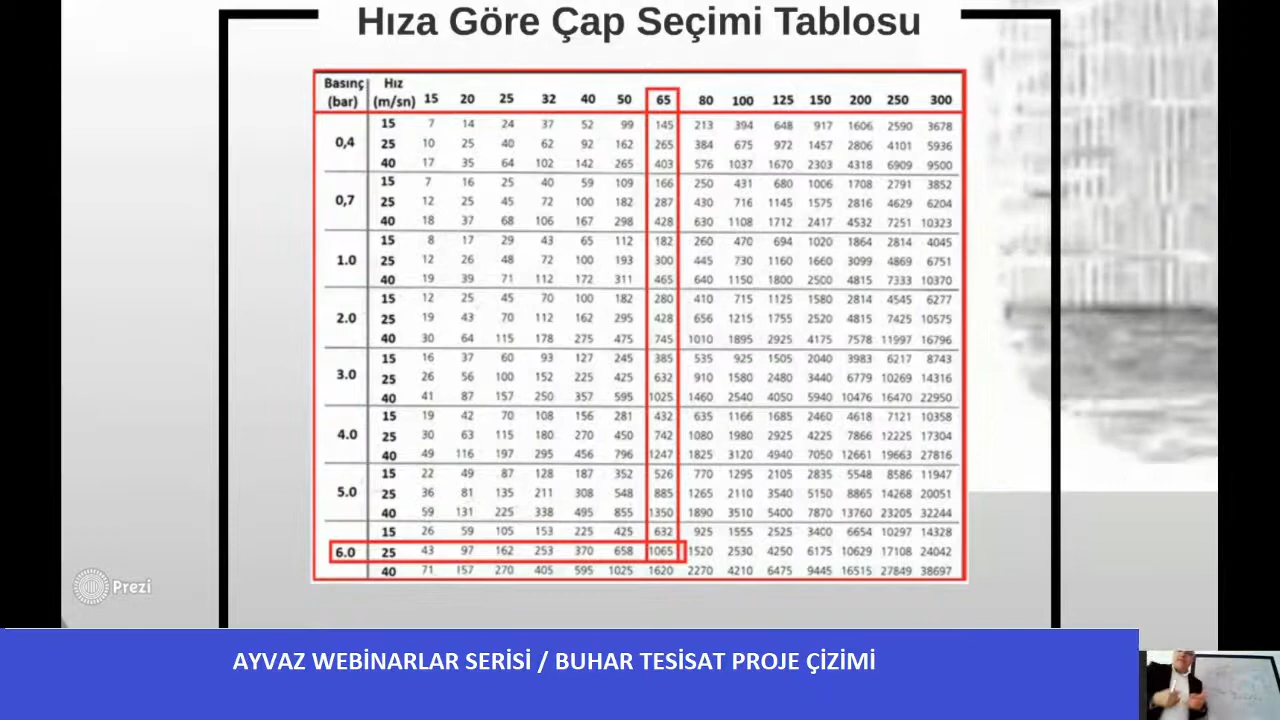 Hıza Göre Çap Seçimi Tablosu
Basınç (bar) Hız (m/sn) 15 20 25 32 40 50 65 80 100 125 150 200 250 300
0,4 15 7 14 24 37 52 99 145 213 394 648 917 1606 2590 3678
25 10 25 40 62 92 162 265 384 675 972 1457 2806 4101 5936
40 17 35 64 102 142 265 403 576 1037 1670 2303 4318 6909 9500
0,7 15 7 16 25 40 59 109 166 250 431 680 1006 1708 2791 3852
25 12 25 45 72 100 182 287 430 716 1145 1575 2816 4629 6204
40 18 37 68 106 167 298 428 630 1108 1712 2417 4532 7251 10323
1.0 15 8 17 29 43 65 112 182 260 470 694 1020 1864 2814 4045
25 12 26 48 72 100 193 300 445 730 1160 1660 3099 4869 6751
40 19 39 71 112 172 311 465 640 1150 1800 2500 4815 7333 10370
2.0 15 12 25 45 70 100 182 280 410 715 1125 1580 2814 4545 6277
25 19 43 70 112 162 295 428 656 1215 1755 2520 4815 7425 10575
40 30 64 115 178 275 475 745 1010 1895 2925 4175 7578 11997 16796
3.0 15 16 37 60 93 127 245 385 535 925 1505 2040 3983 6217 8743
25 26 56 100 152 225 425 632 910 1580 2480 3440 6779 10269 14316
40 41 87 157 250 357 595 1025 1460 2540 4050 5940 10476 16470 22950
4.0 15 19 42 70 108 156 281 432 635 1166 1685 2460 4618 7121 10358
25 30 63 115 180 270 450 742 1080 1980 2925 4225 7866 12225 17304
40 49 116 197 295 456 796 1247 1825 3120 4940 7050 12661 19663 27816
5.0 15 22 49 87 128 187 352 526 770 1295 2105 2835 5548 8586 11947
25 36 81 135 211 308 548 885 1265 2110 3540 5150 8865 14268 20051
40 59 131 225 338 495 855 1350 1890 3510 5400 7870 13760 23205 32244
6.0 15 26 59 105 153 225 425 632 925 1555 2525 3400 6654 10297 14328
25 43 97 162 253 370 658 1065 1520 2530 4250 6175 10629 17108 24042
40 71 157 270 405 595 1025 1620 2270 4210 6475 9445 16515 27849 38697
Prezi
AYVAZ WEBİNARLAR SERİSİ / BUHAR TESİSAT PROJE ÇİZİMİ